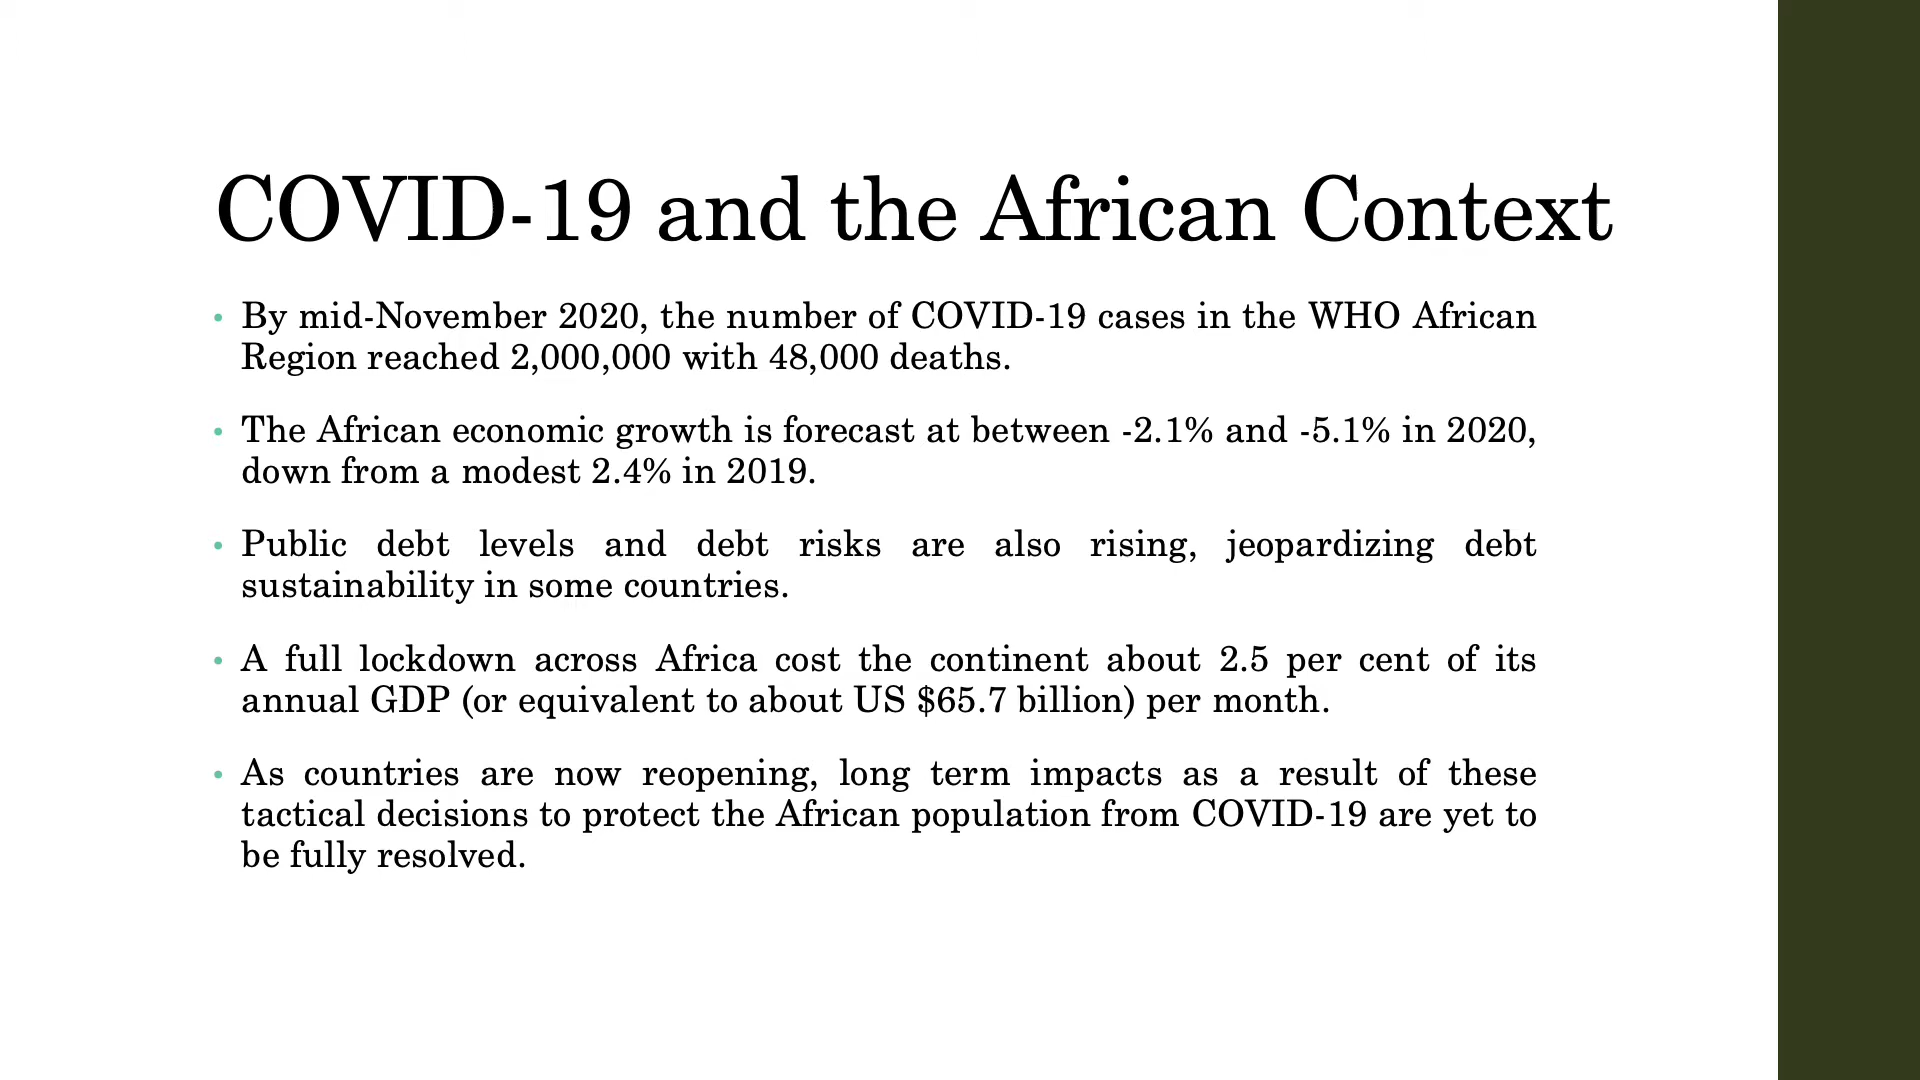 COVID-19 and the African Context
• By mid-November 2020, the number of COVID-19 cases in the WHO African
Region reached 2,000,000 with 48,000 deaths.
• The African economic growth is forecast at between -2.1% and -5.1% in 2020,
down from a modest 2.4% in 2019.
• Public debt levels and debt risks are also rising, jeopardizing debt
sustainability in some countries.
• A full lockdown across Africa cost the continent about 2.5 per cent of its
annual GDP (or equivalent to about US $65.7 billion) per month.
• As countries are now reopening, long term impacts as a result of these
tactical decisions to protect the African population from COVID-19 are yet to
be fully resolved.